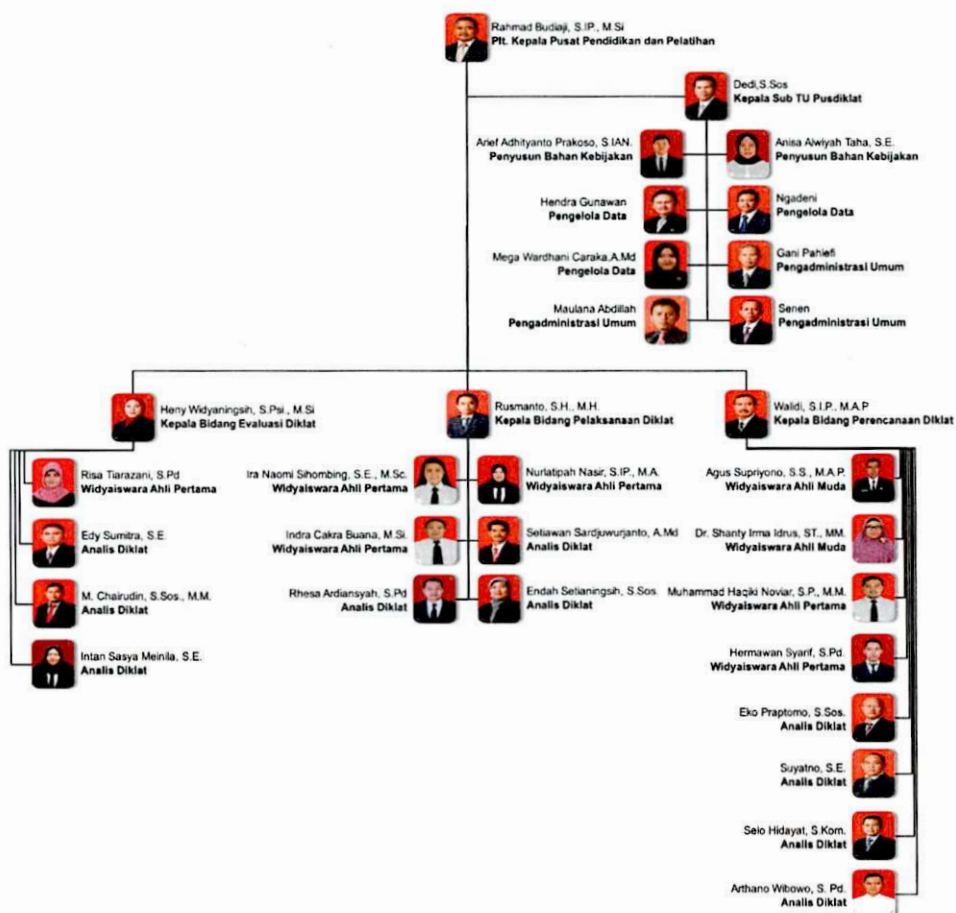 Rahmad Budiaji, S.IP., M.Si
Plt. Kepala Pusat Pendidikan dan Pelatihan
Dedi,S.Sos
Kepala Sub TU Pusdiklat
Arief Adhityanto Prakoso, S.IAN.
Penyusun Bahan Kebijakan
Anisa Alwiyah Taha, S.E.
Penyusun Bahan Kebijakan
Hendra Gunawan
Pengelola Data
Ngadeni
Pengelola Data
Mega Wardhani Caraka,A.Md
Pengelola Data
Gani Pahlefi
Pengadministrasi Umum
Maulana Abdillah
Pengadministrasi Umum
Senen
Pengadministrasi Umum
Heny Widyaningsih, S.Psi., M.Si
Kepala Bidang Evaluasi Diklat
Rusmanto, S.H., M.H.
Kepala Bidang Pelaksanaan Diklat
Walidi, S.I.P., M.A.P
Kepala Bidang Perencanaan Diklat
Risa Tiarazani, S.Pd
Widyaiswara Ahli Pertama
Edy Sumitra, S.E.
Analis Diklat
M. Chairudin, S.Sos., M.M.
Analis Diklat
Intan Sasya Meinila, S.E.
Analis Diklat
Ira Naomi Sihombing, S.E., M.Sc.
Widyaiswara Ahli Pertama
Nurlatipah Nasir, S.IP., M.A.
Widyaiswara Ahli Pertama
Indra Cakra Buana, M.Si.
Widyaiswara Ahli Pertama
Setiawan Sardjuwurjanto, A.Md
Analis Diklat
Rhesa Ardiansyah, S.Pd
Analis Diklat
Endah Setianingsih, S.Sos.
Analis Diklat
Agus Supriyono, S.S., M.A.P.
Widyaiswara Ahli Muda
Dr. Shanty Irma Idrus, ST., MM.
Widyaiswara Ahli Muda
Muhammad Haqiki Noviar, S.P., M.M.
Widyaiswara Ahli Pertama
Hermawan Syarif, S.Pd.
Widyaiswara Ahli Pertama
Eko Praptomo, S.Sos.
Analis Diklat
Suyatno, S.E.
Analis Diklat
Selo Hidayat, S.Kom.
Analis Diklat
Arthano Wibowo, S. Pd.
Analis Diklat